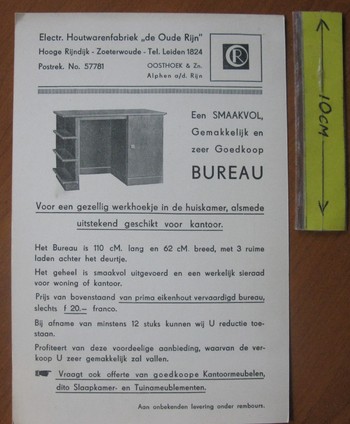 Electr. Houtwarenfabriek „de Oude Rijn”
Hooge Rijndijk - Zoeterwoude - Tel. Leiden 1824
Postrek. No. 57781
OOSTHOEK & Zn.
Alphen a/d. Rijn
Een SMAAKVOL,
Gemakkelijk en
zeer Goedkoop
BUREAU
Voor een gezellig werkhoekje in de huiskamer, alsmede
uitstekend geschikt voor kantoor.
Het Bureau is 110 cM. lang en 62 cM. breed, met 3 ruime
laden achter het deurtje.
Het geheel is smaakvol uitgevoerd en een werkelijk sieraad
voor woning of kantoor.
Prijs van bovenstaand van prima eikenhout vervaardigd bureau,
slechts f 20.— franco.
Bij afname van minstens 12 stuks kunnen wij U reductie toe-
staan.
Profiteert van deze voordeelige aanbieding, waarvan de ver-
koop U zeer gemakkelijk zal vallen.
Vraagt ook offerte van goedkoope Kantoormeubelen,
dito Slaapkamer- en Tuinameublementen.
Aan onbekenden levering onder rembours.
10CM